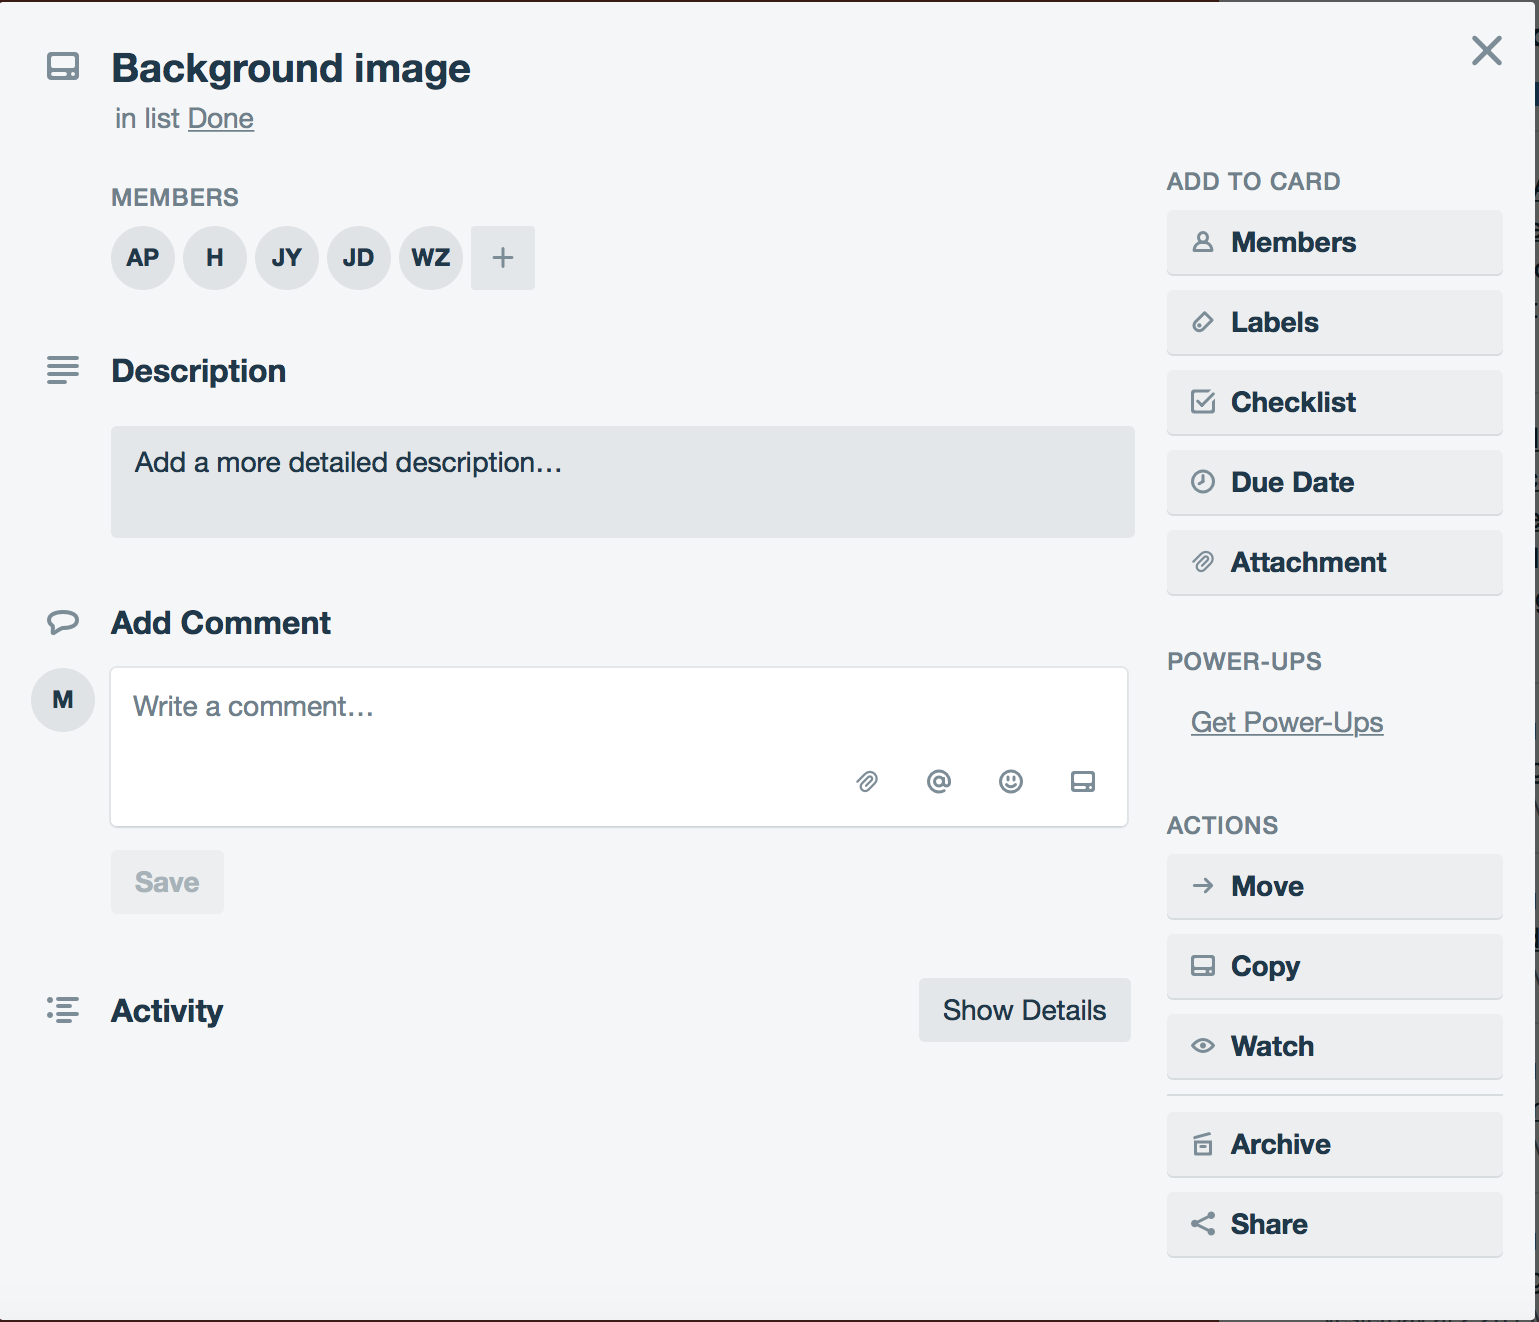 Background image
in list Done
MEMBERS
AP H JY JD WZ +
Description
Add a more detailed description…
Add Comment
M
Write a comment…
Save
Activity
Show Details
ADD TO CARD
Members
Labels
Checklist
Due Date
Attachment
POWER-UPS
Get Power-Ups
ACTIONS
Move
Copy
Watch
Archive
Share